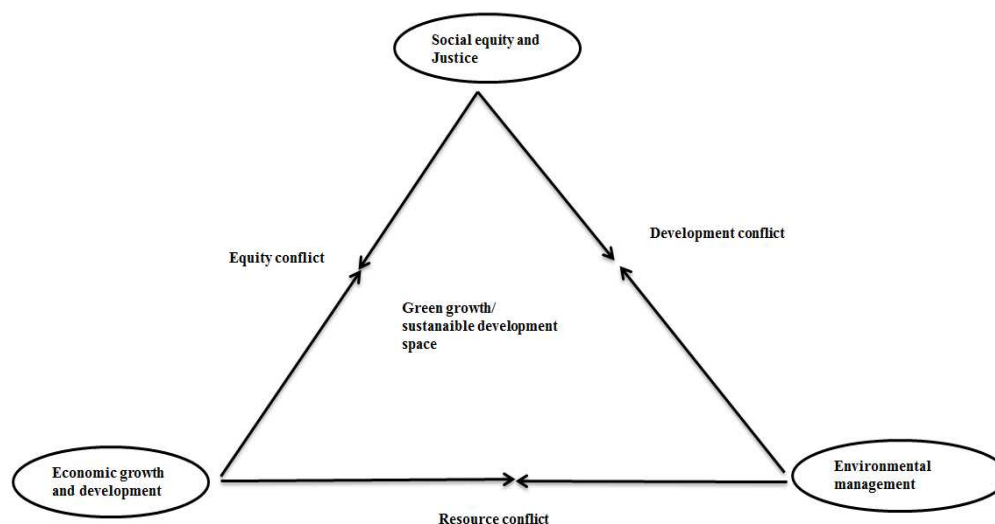 Social equity and
Justice
Development conflict
Equity conflict
Green growth/
sustanaible development
space
Economic growth
and development
Environmental
management
Resource conflict